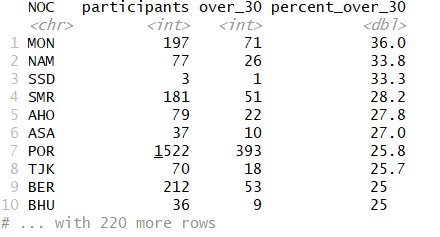 NOC participants over_30 percent_over_30
<chr> <int> <int> <dbl>
1 MON 197 71 36.0
2 NAM 77 26 33.8
3 SSD 3 1 33.3
4 SMR 181 51 28.2
5 AHO 79 22 27.8
6 ASA 37 10 27.0
7 POR 1522 393 25.8
8 TJK 70 18 25.7
9 BER 212 53 25
10 BHU 36 9 25
# ... with 220 more rows